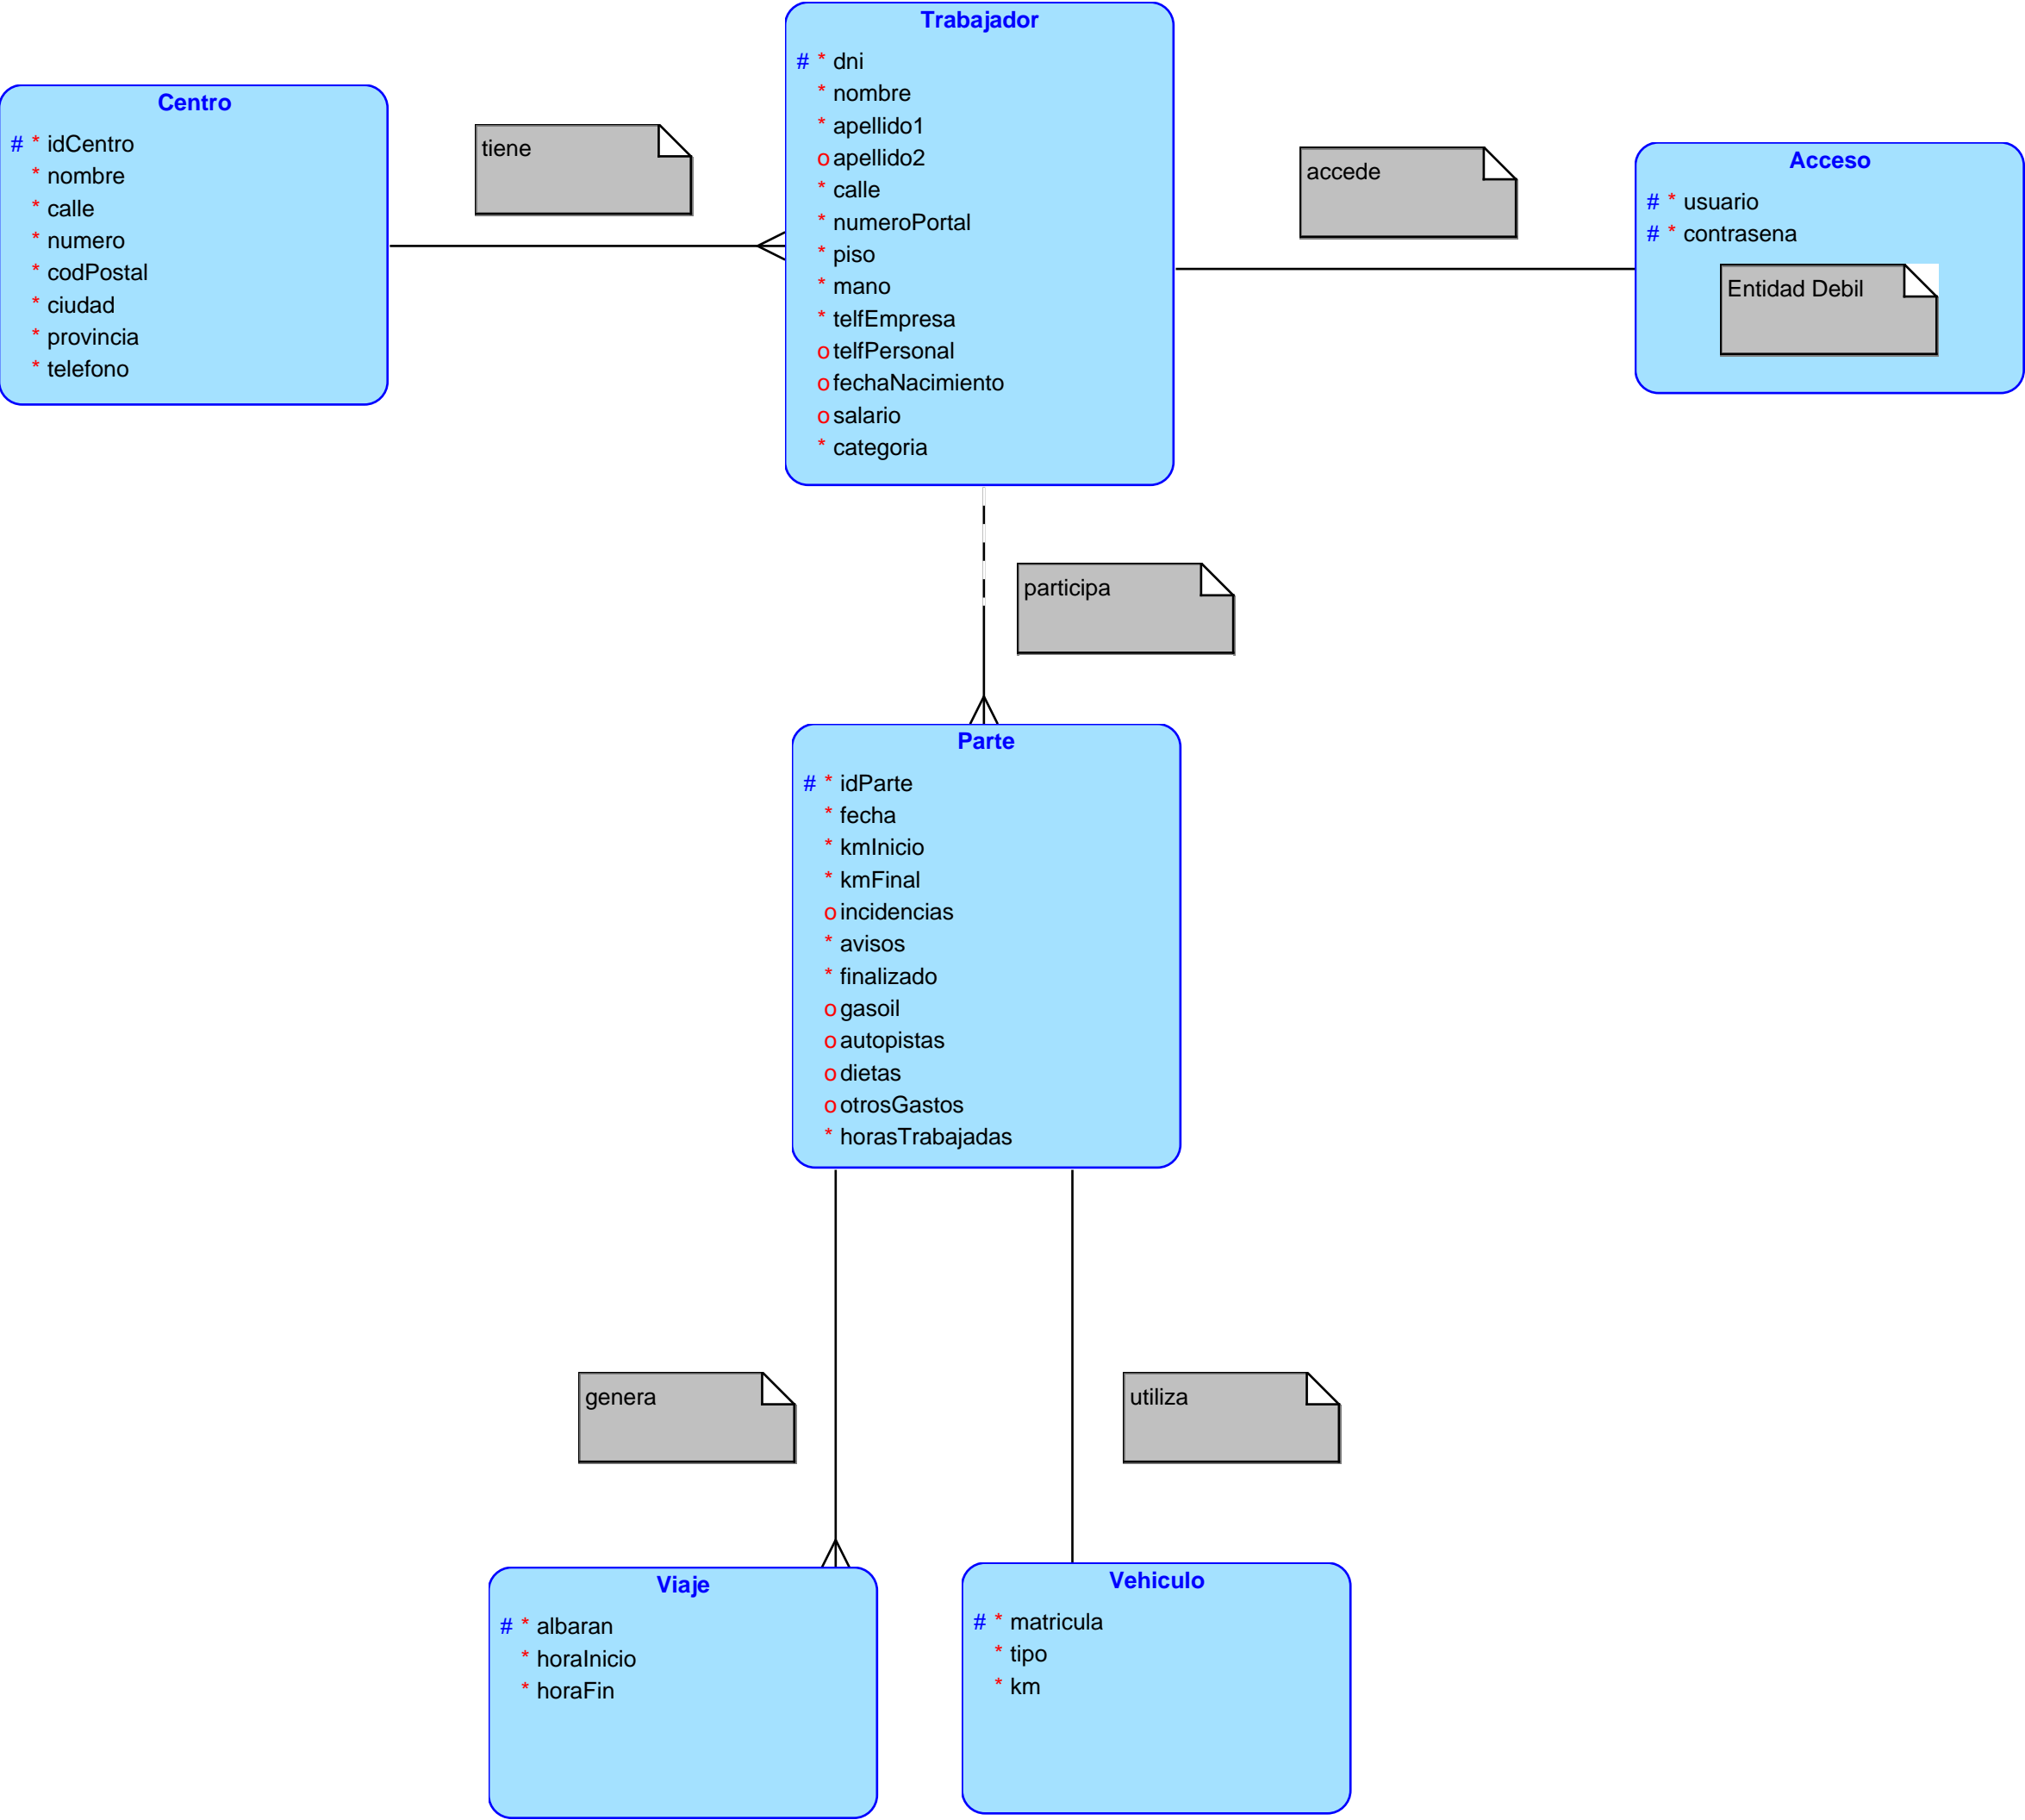 Trabajador
# * dni
* nombre
* apellido1
o apellido2
* calle
* numeroPortal
* piso
* mano
* telfEmpresa
o telfPersonal
o fechaNacimiento
o salario
* categoria
Centro
# * idCentro
* nombre
* calle
* numero
* codPostal
* ciudad
* provincia
* telefono
tiene
accede
Acceso
# * usuario
# * contrasena
Entidad Debil
participa
Parte
# * idParte
* fecha
* kmInicio
* kmFinal
o incidencias
* avisos
* finalizado
o gasoil
o autopistas
o dietas
o otrosGastos
* horasTrabajadas
genera
utiliza
Viaje
# * albaran
* horaInicio
* horaFin
Vehiculo
# * matricula
* tipo
* km